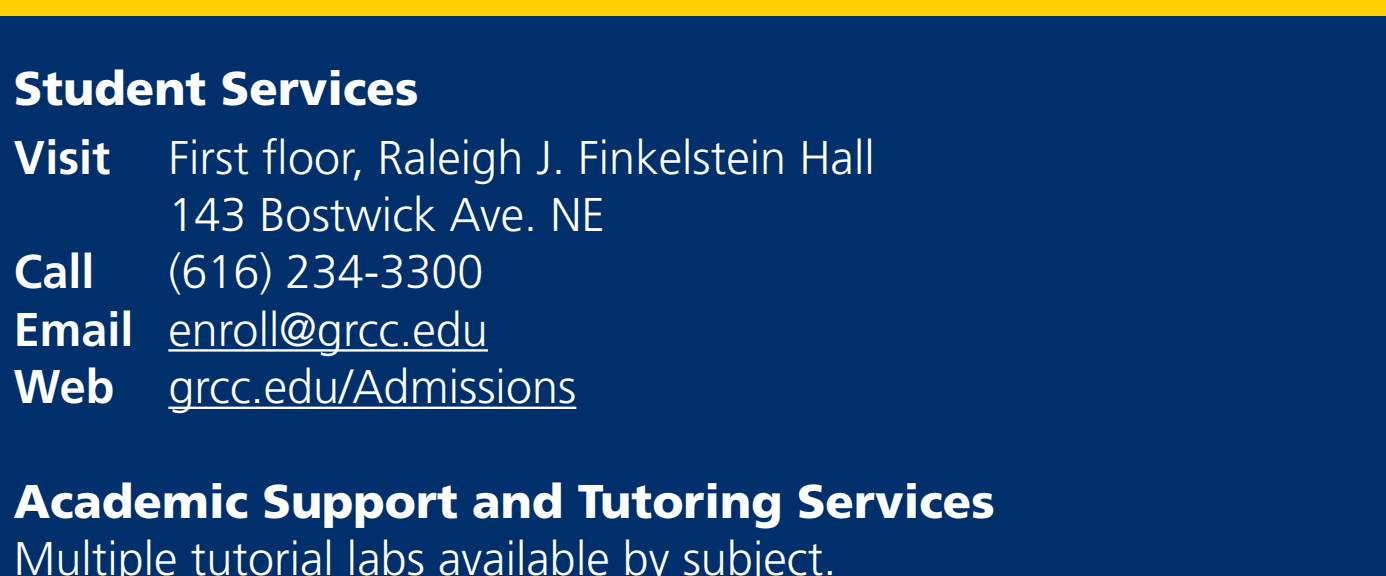 Student Services
Visit First floor, Raleigh J. Finkelstein Hall
143 Bostwick Ave. NE
Call (616) 234-3300
Email enroll@grcc.edu
Web grcc.edu/Admissions
Academic Support and Tutoring Services
Multiple tutorial labs available by subject.